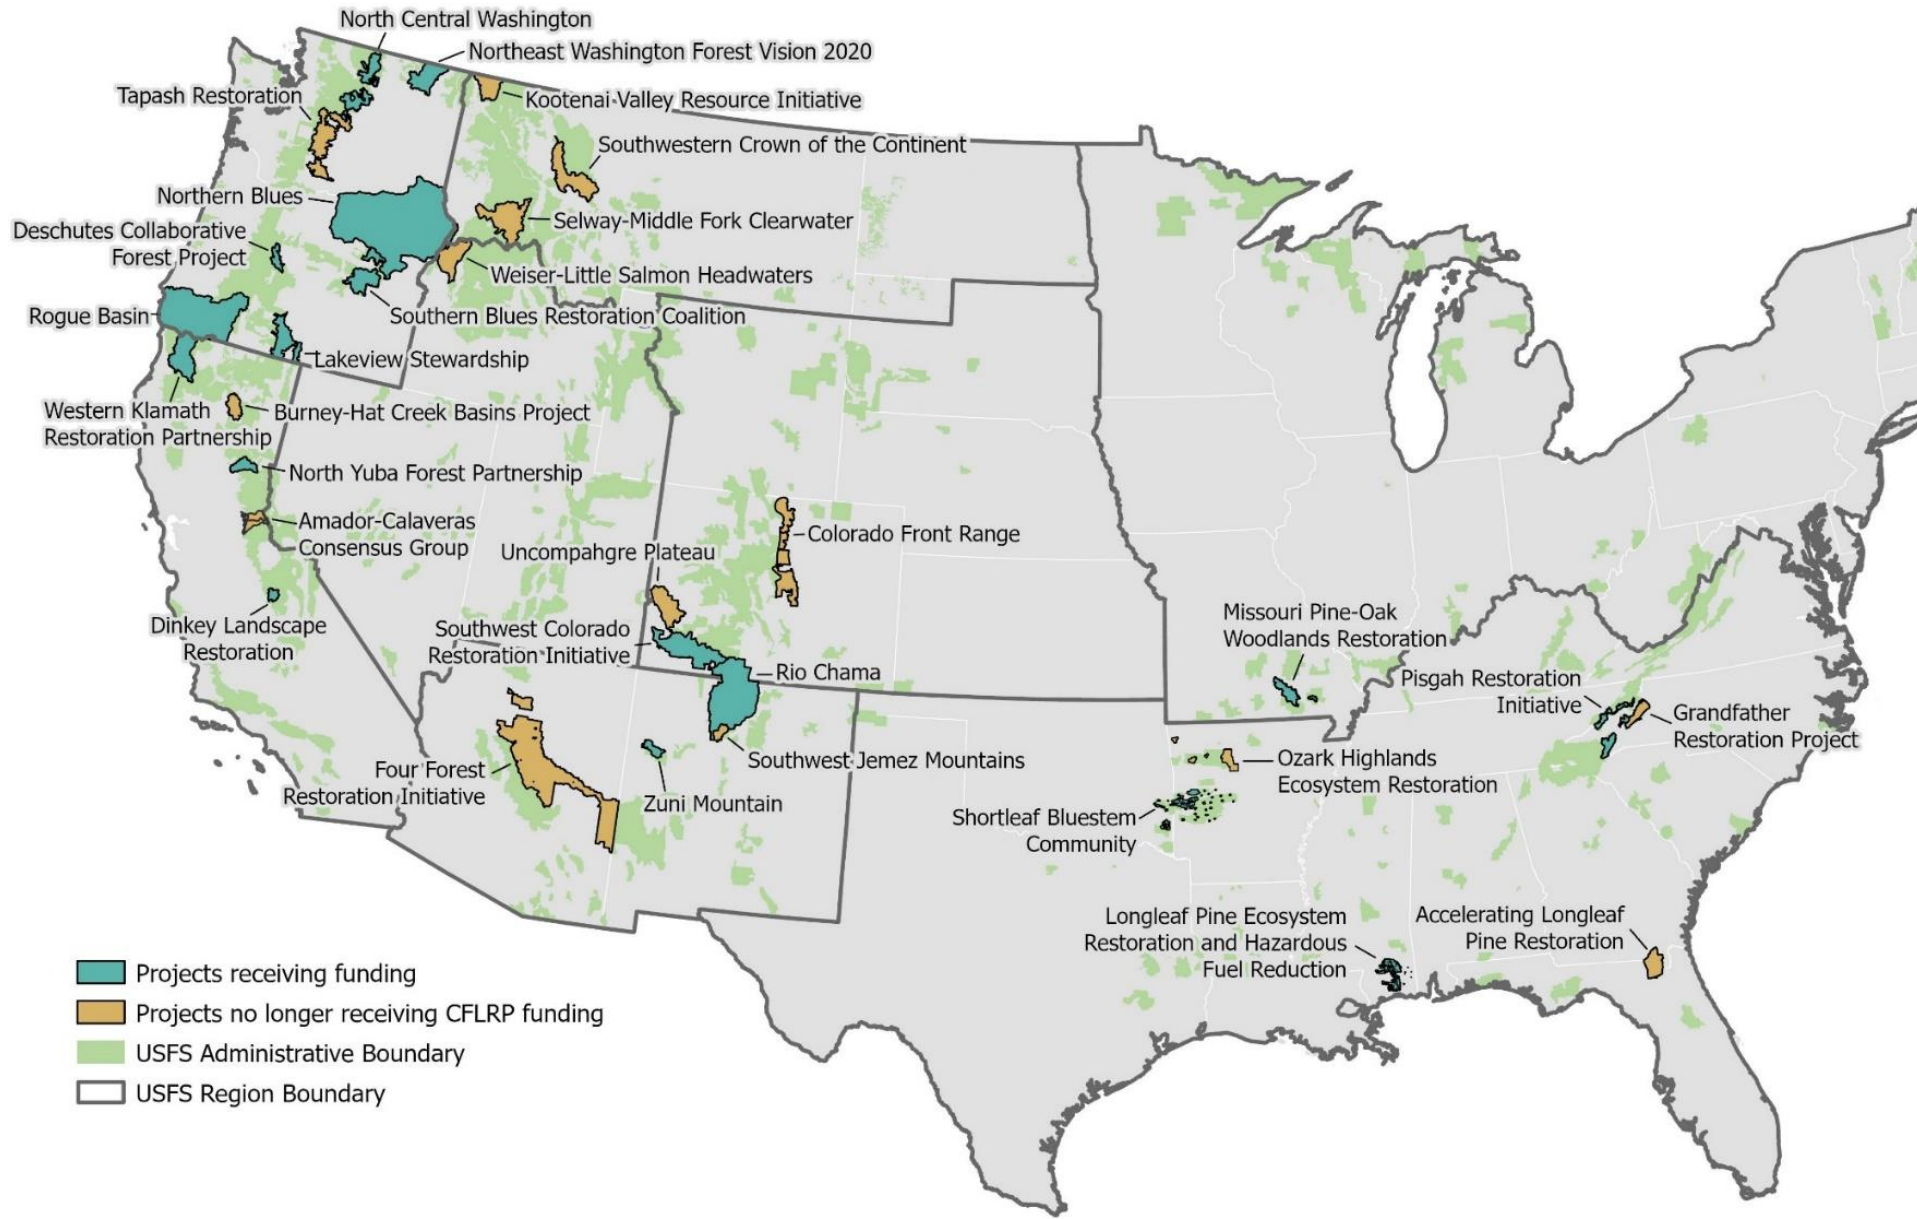 North Central Washington
Northeast Washington Forest Vision 2020
Tapash Restoration
Kootenai Valley Resource Initiative
Southwestern Crown of the Continent
Northern Blues
Selway-Middle Fork Clearwater
Deschutes Collaborative
Forest Project
Weiser-Little Salmon Headwaters
Rogue Basin
Southern Blues Restoration Coalition
Lakeview Stewardship
Western Klamath
Restoration Partnership
Burney-Hat Creek Basins Project
North Yuba Forest Partnership
Amador-Calaveras
Consensus Group
Uncompahgre Plateau
Colorado Front Range
Dinkey Landscape
Restoration
Southwest Colorado
Restoration Initiative
Rio Chama
Missouri Pine-Oak
Woodlands Restoration
Pisgah Restoration
Initiative
Grandfather
Restoration Project
Four Forest
Restoration Initiative
Zuni Mountain
Southwest Jemez Mountains
Ozark Highlands
Ecosystem Restoration
Shortleaf Bluestem
Community
Longleaf Pine Ecosystem
Restoration and Hazardous
Fuel Reduction
Accelerating Longleaf
Pine Restoration
Projects receiving funding
Projects no longer receiving CFLRP funding
USFS Administrative Boundary
USFS Region Boundary